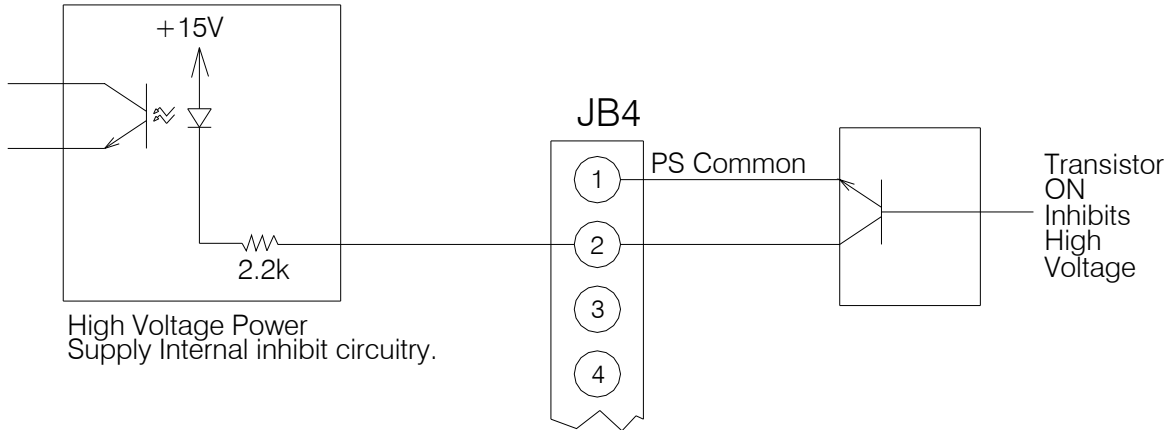 +15V
2.2k
High Voltage Power
Supply Internal inhibit circuitry.
JB4
1
2
3
4
PS Common
Transistor
ON
Inhibits
High
Voltage